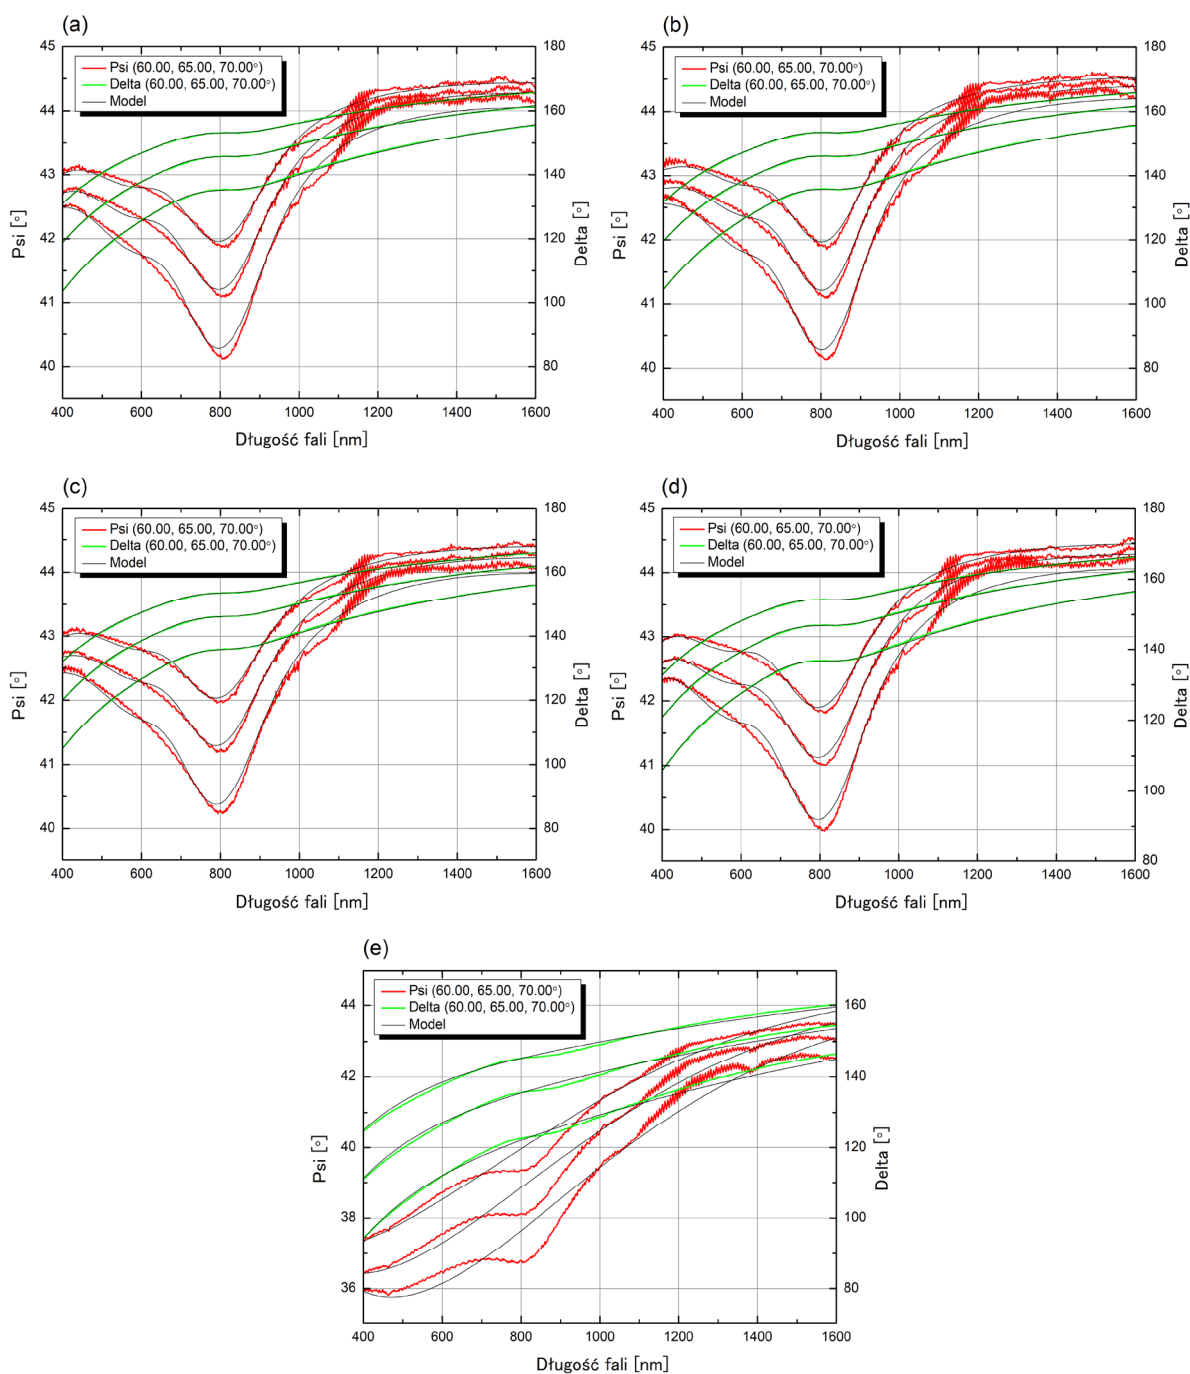 (a)
45
44
43
42
41
40
Psi [°]
180
160
140
120
100
80
Delta [°]
Psi (60.00, 65.00, 70.00°)
Delta (60.00, 65.00, 70.00°)
Model
400 600 800 1000 1200 1400 1600
Długość fali [nm]
(b)
45
44
43
42
41
40
Psi [°]
180
160
140
120
100
80
Delta [°]
Psi (60.00, 65.00, 70.00°)
Delta (60.00, 65.00, 70.00°)
Model
400 600 800 1000 1200 1400 1600
Długość fali [nm]
(c)
45
44
43
42
41
40
Psi [°]
180
160
140
120
100
80
Delta [°]
Psi (60.00, 65.00, 70.00°)
Delta (60.00, 65.00, 70.00°)
Model
400 600 800 1000 1200 1400 1600
Długość fali [nm]
(d)
45
44
43
42
41
40
Psi [°]
180
160
140
120
100
80
Delta [°]
Psi (60.00, 65.00, 70.00°)
Delta (60.00, 65.00, 70.00°)
Model
400 600 800 1000 1200 1400 1600
Długość fali [nm]
(e)
44
42
40
38
36
Psi [°]
160
140
120
100
80
Delta [°]
Psi (60.00, 65.00, 70.00°)
Delta (60.00, 65.00, 70.00°)
Model
400 600 800 1000 1200 1400 1600
Długość fali [nm]